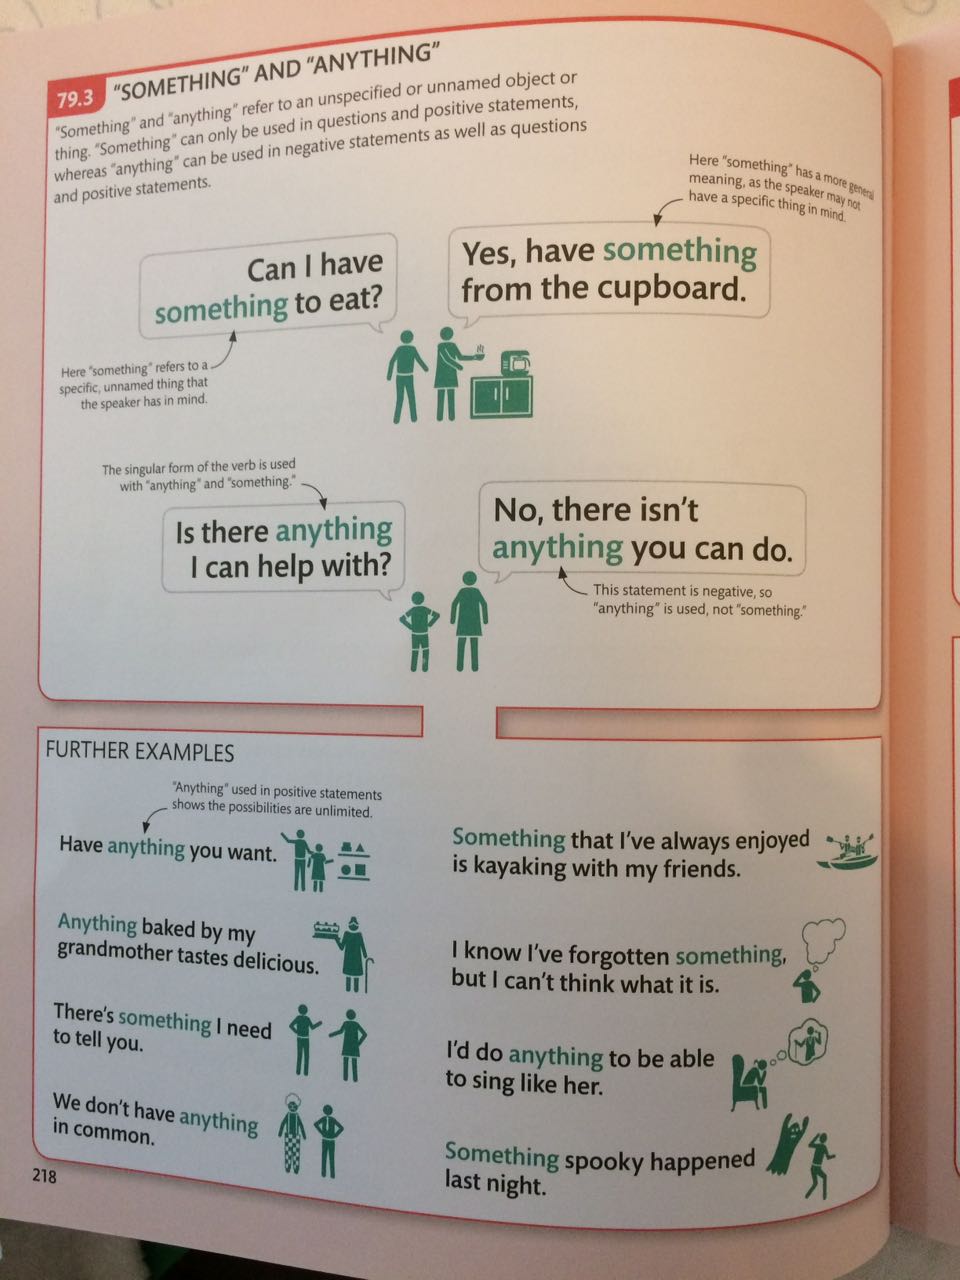 79.3 "SOMETHING" AND "ANYTHING"
"Something" and "anything" refer to an unspecified or unnamed object or
thing. "Something" can only be used in questions and positive statements,
whereas "anything" can be used in negative statements as well as questions
and positive statements.
Here "something" has a more general
meaning, as the speaker may not
have a specific thing in mind.
Can I have
something to eat?
Yes, have something
from the cupboard.
Here "something" refers to a
specific, unnamed thing that
the speaker has in mind.
The singular form of the verb is used
with "anything" and "something."
Is there anything
I can help with?
No, there isn't
anything you can do.
This statement is negative, so
"anything" is used, not "something."
FURTHER EXAMPLES
"Anything" used in positive statements
shows the possibilities are unlimited.
Have anything you want.
Anything baked by my
grandmother tastes delicious.
There's something I need
to tell you.
We don't have anything
in common.
Something that I've always enjoyed
is kayaking with my friends.
I know I've forgotten something,
but I can't think what it is.
I'd do anything to be able
to sing like her.
Something spooky happened
last night.
218